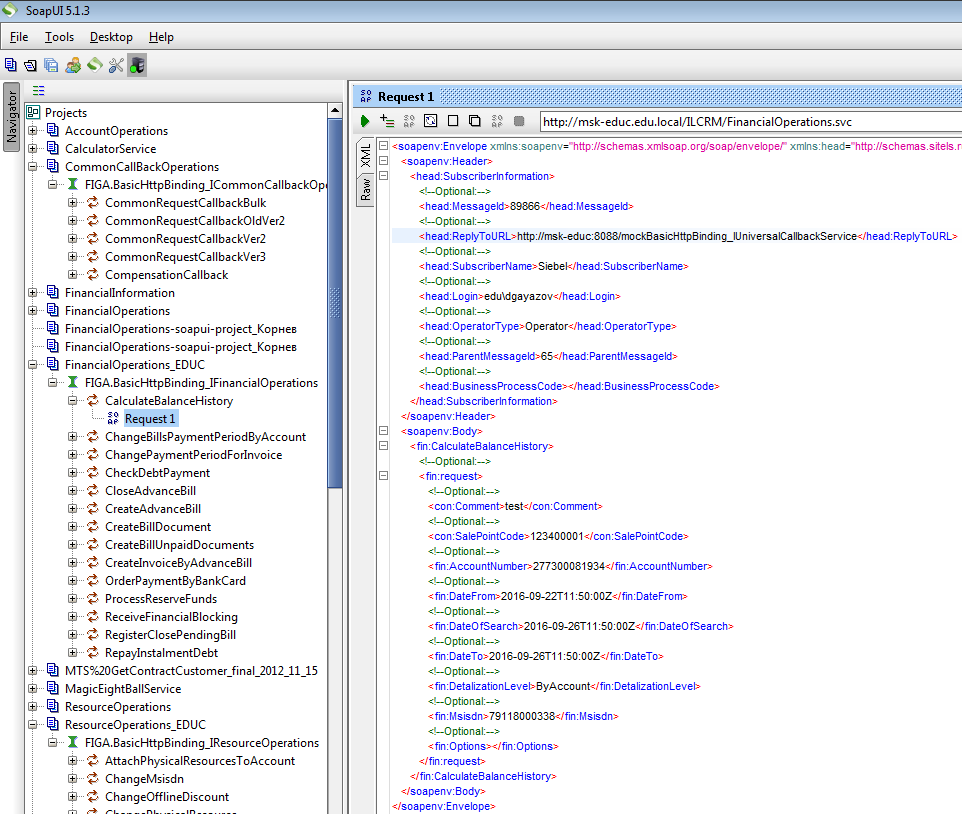 SoapUI 5.1.3
File Tools Desktop Help
Navigator
Projects
AccountOperations
CalculatorService
CommonCallBackOperations
FIGA.BasicHttpBinding_ICommonCallbackOpe
CommonRequestCallbackBulk
CommonRequestCallbackOldVer2
CommonRequestCallbackVer2
CommonRequestCallbackVer3
CompensationCallback
FinancialInformation
FinancialOperations
FinancialOperations-soapui-project_Корнев
FinancialOperations-soapui-project_Корнев
FinancialOperations_EDUC
FIGA.BasicHttpBinding_IFinancialOperations
CalculateBalanceHistory
Request 1
ChangeBillsPaymentPeriodByAccount
ChangePaymentPeriodForInvoice
CheckDebtPayment
CloseAdvanceBill
CreateAdvanceBill
CreateBillDocument
CreateBillUnpaidDocuments
CreateInvoiceByAdvanceBill
OrderPaymentByBankCard
ProcessReserveFunds
ReceiveFinancialBlocking
RegisterClosePendingBill
RepayInstalmentDebt
MTS%20GetContractCustomer_final_2012_11_15
MagicEightBallService
ResourceOperations
ResourceOperations_EDUC
FIGA.BasicHttpBinding_IResourceOperations
AttachPhysicalResourcesToAccount
ChangeMsisdn
ChangeOfflineDiscount
ChangePhysicalResource
Request 1
http://msk-educ.edu.local/ILCRM/FinancialOperations.svc
XML
Raw
<soapenv:Envelope xmlns:soapenv="http://schemas.xmlsoap.org/soap/envelope/" xmlns:head="http://schemas.sitels.r
<soapenv:Header>
<head:SubscriberInformation>
<!--Optional:-->
<head:MessageId>89866</head:MessageId>
<!--Optional:-->
<head:ReplyToURL>http://msk-educ:8088/mockBasicHttpBinding_IUniversalCallbackService</head:ReplyToURL>
<!--Optional:-->
<head:SubscriberName>Siebel</head:SubscriberName>
<!--Optional:-->
<head:Login>edu\dgayazov</head:Login>
<!--Optional:-->
<head:OperatorType>Operator</head:OperatorType>
<!--Optional:-->
<head:ParentMessageId>65</head:ParentMessageId>
<!--Optional:-->
<head:BusinessProcessCode></head:BusinessProcessCode>
</head:SubscriberInformation>
</soapenv:Header>
<soapenv:Body>
<fin:CalculateBalanceHistory>
<!--Optional:-->
<fin:request>
<!--Optional:-->
<con:Comment>test</con:Comment>
<!--Optional:-->
<con:SalePointCode>123400001</con:SalePointCode>
<!--Optional:-->
<fin:AccountNumber>277300081934</fin:AccountNumber>
<!--Optional:-->
<fin:DateFrom>2016-09-22T11:50:00Z</fin:DateFrom>
<!--Optional:-->
<fin:DateOfSearch>2016-09-26T11:50:00Z</fin:DateOfSearch>
<!--Optional:-->
<fin:DateTo>2016-09-26T11:50:00Z</fin:DateTo>
<!--Optional:-->
<fin:DetalizationLevel>ByAccount</fin:DetalizationLevel>
<!--Optional:-->
<fin:Msisdn>79118000338</fin:Msisdn>
<!--Optional:-->
<fin:Options></fin:Options>
</fin:request>
</fin:CalculateBalanceHistory>
</soapenv:Body>
</soapenv:Envelope>